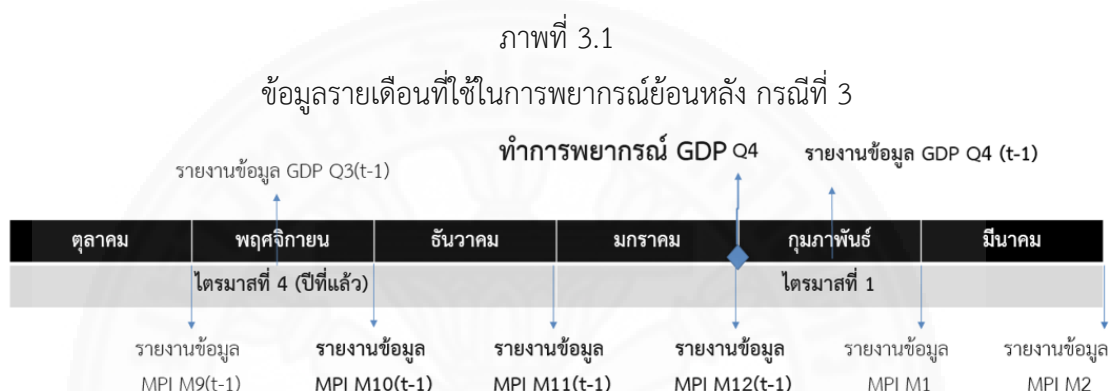 ภาพที่ 3.1
ข้อมูลรายเดือนที่ใช้ในการพยากรณ์ย้อนหลัง กรณีที่ 3
ทำการพยากรณ์ GDP Q4
รายงานข้อมูล GDP Q4 (t-1)
รายงานข้อมูล GDP Q3(t-1)
ตุลาคม พฤศจิกายน ธันวาคม มกราคม กุมภาพันธ์ มีนาคม
ไตรมาสที่ 4 (ปีที่แล้ว) ไตรมาสที่ 1
รายงานข้อมูล รายงานข้อมูล รายงานข้อมูล รายงานข้อมูล รายงานข้อมูล รายงานข้อมูล
MPI M9(t-1) MPI M10(t-1) MPI M11(t-1) MPI M12(t-1) MPI M1 MPI M2